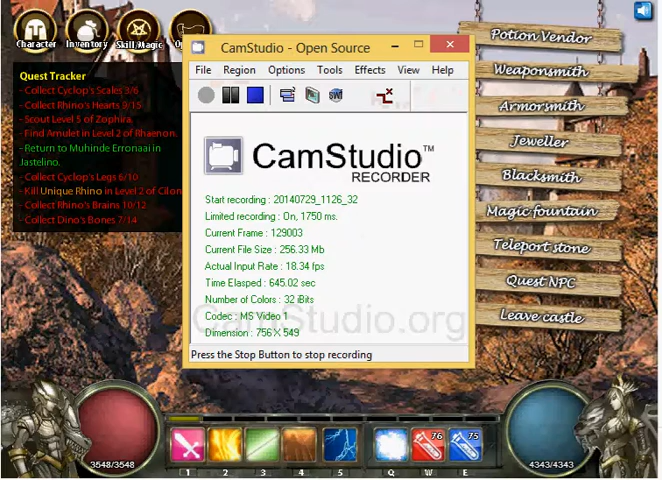 Character
Inventory
Skill/Magic
CamStudio - Open Source
File Region Options Tools Effects View Help
CamStudio™
RECORDER
Start recording : 20140729_1126_32
Limited recording : On, 1750 ms.
Current Frame : 129003
Current File Size : 256.33 Mb
Actual Input Rate : 18.34 fps
Time Elasped : 645.02 sec
Number of Colors : 32 iBits
Codec : MS Video 1
Dimension : 756 X 549
CamStudio.org
Press the Stop Button to stop recording
Quest Tracker
- Collect Cyclop's Scales 3/6
- Collect Rhino's Hearts 9/15
- Scout Level 5 of Zophira.
- Find Amulet in Level 2 of Rhaenon.
- Return to Muhinde Erronaai in
Jastelino.
- Collect Cyclop's Legs 6/10
- Kill Unique Rhino in Level 2 of Cilon
- Collect Rhino's Brains 10/12
- Collect Dino's Bones 7/14
Potion Vendor
Weaponsmith
Armorsmith
Jeweller
Blacksmith
Magic fountain
Teleport stone
Quest NPC
Leave castle
3548/3548
76
75
1 2 3 4 5 Q W E
4343/4343